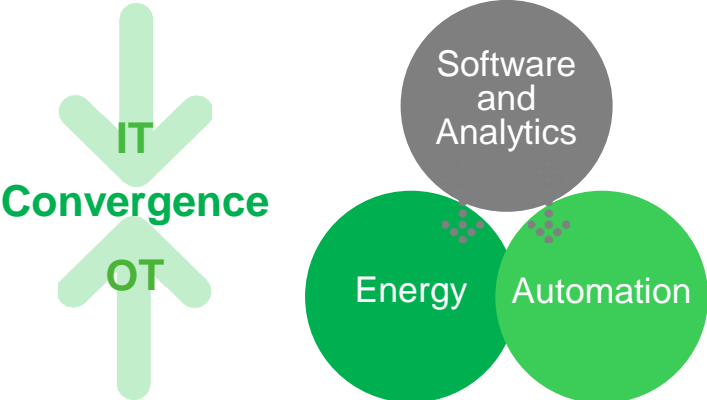 IT
Convergence
OT
Software
and
Analytics
Energy
Automation